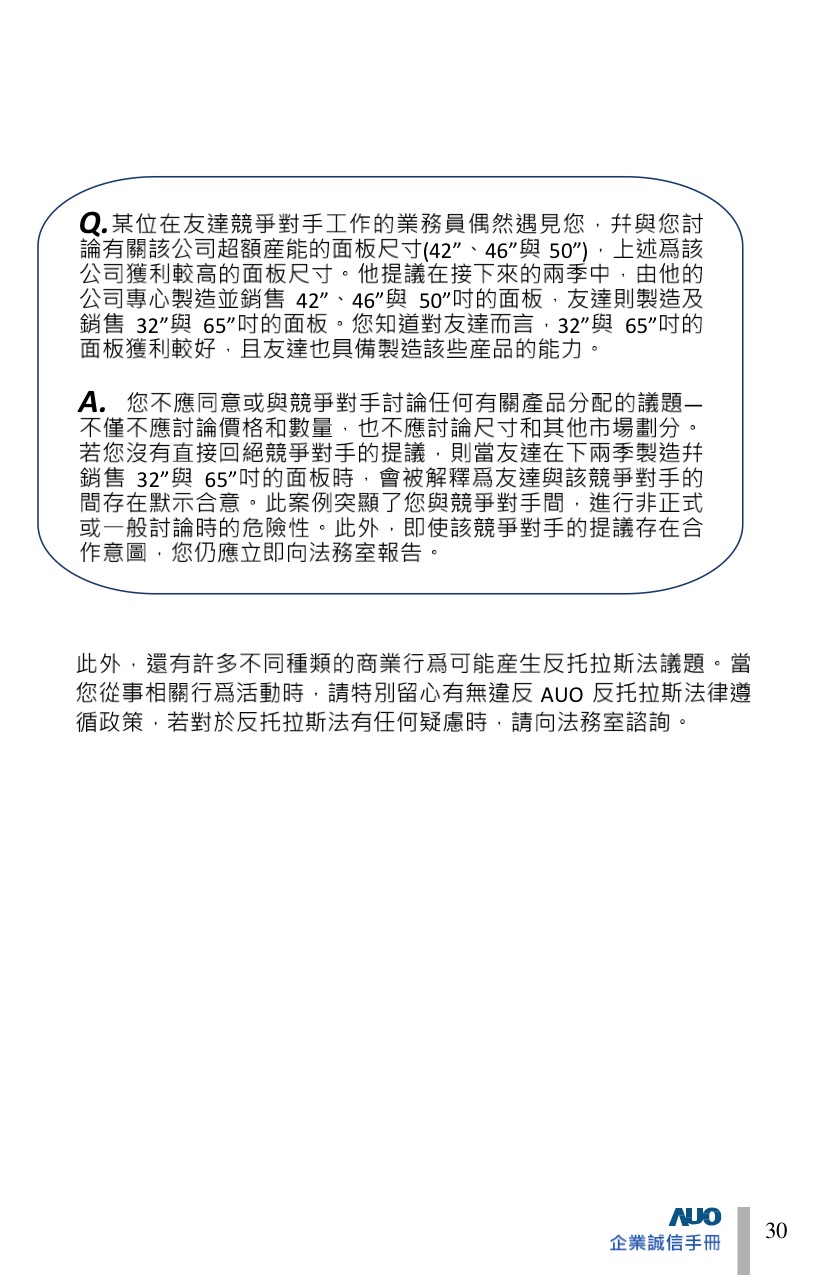 Q.某位在友達競爭對手工作的業務員偶然遇見您，幷與您討
論有關該公司超額産能的面板尺寸(42”、46”與 50”)，上述爲該
公司獲利較高的面板尺寸。他提議在接下來的兩季中，由他的
公司專心製造並銷售 42”、46”與 50”吋的面板，友達則製造及
銷售 32”與 65”吋的面板。您知道對友達而言，32”與 65”吋的
面板獲利較好，且友達也具備製造該些産品的能力。
A. 您不應同意或與競爭對手討論任何有關產品分配的議題—
不僅不應討論價格和數量，也不應討論尺寸和其他市場劃分。
若您沒有直接回絕競爭對手的提議，則當友達在下兩季製造幷
銷售 32”與 65”吋的面板時，會被解釋爲友達與該競爭對手的
間存在默示合意。此案例突顯了您與競爭對手間，進行非正式
或一般討論時的危險性。此外，即使該競爭對手的提議存在合
作意圖，您仍應立即向法務室報告。
此外，還有許多不同種類的商業行爲可能産生反托拉斯法議題。當
您從事相關行爲活動時，請特別留心有無違反 AUO 反托拉斯法律遵
循政策，若對於反托拉斯法有任何疑慮時，請向法務室諮詢。
AUO
企業誠信手冊
30